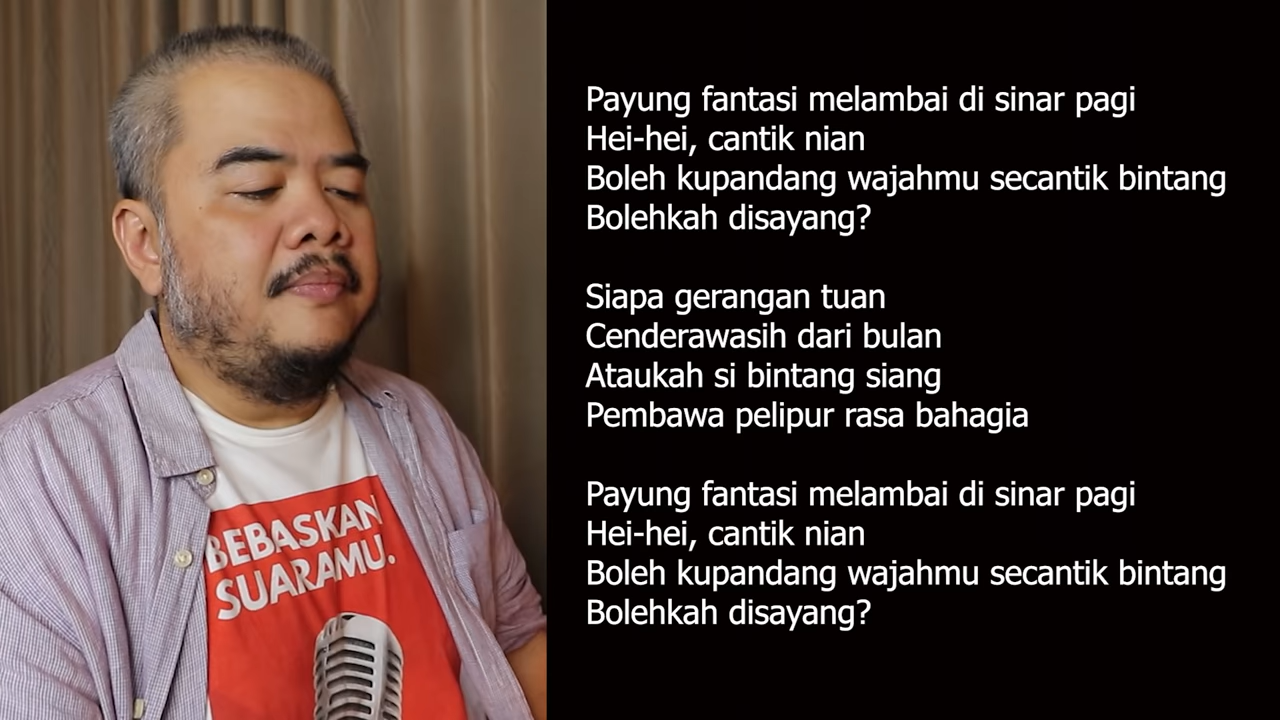 Payung fantasi melambai di sinar pagi
Hei-hei, cantik nian
Boleh kupandang wajahmu secantik bintang
Bolehkah disayang?
Siapa gerangan tuan
Cenderawasih dari bulan
Ataukah si bintang siang
Pembawa pelipur rasa bahagia
Payung fantasi melambai di sinar pagi
Hei-hei, cantik nian
Boleh kupandang wajahmu secantik bintang
Bolehkah disayang?
BEBASKAN
SUARAMU.